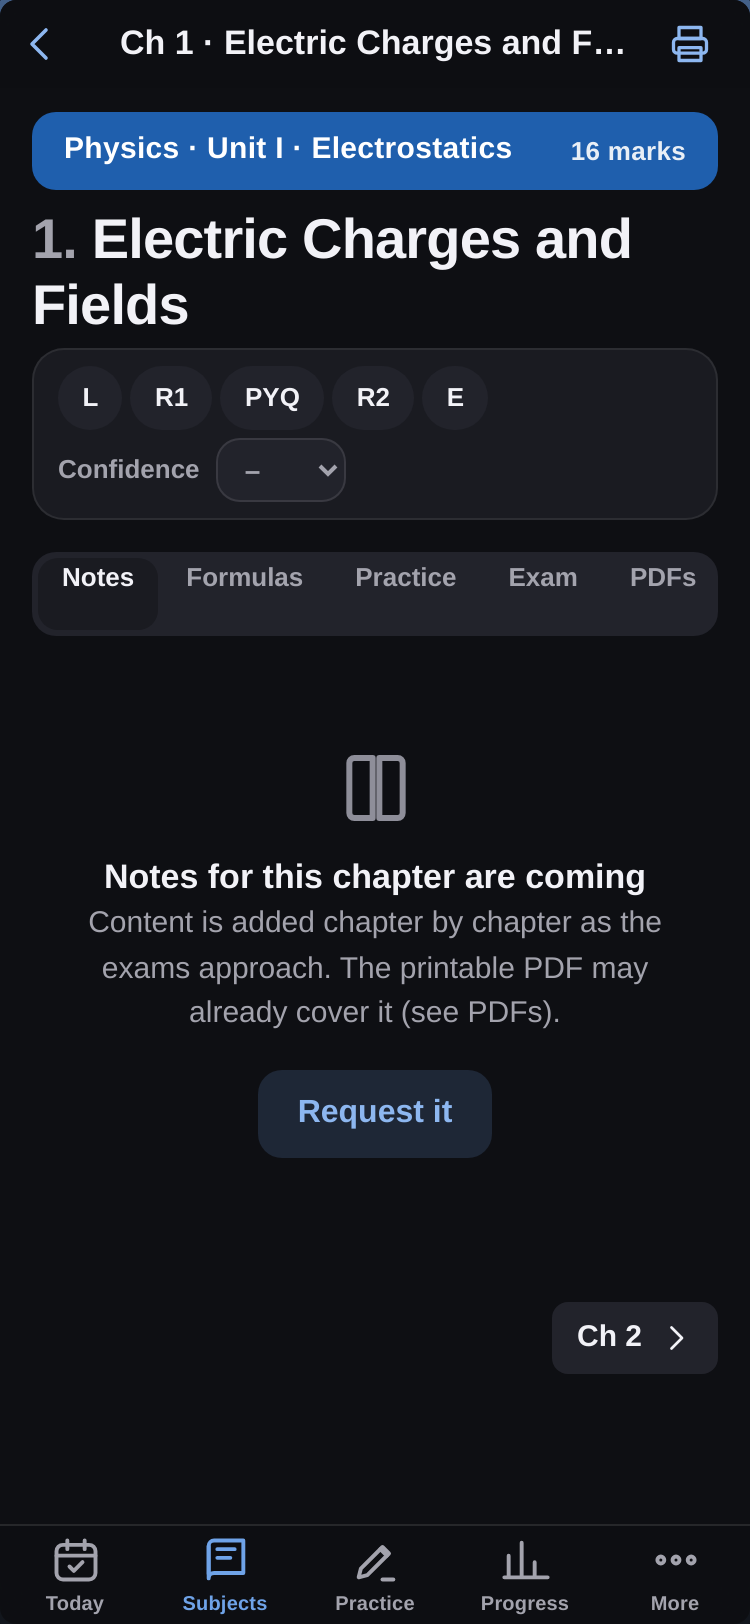 Ch 1 · Electric Charges and F…
Physics · Unit I · Electrostatics 16 marks
1. Electric Charges and
Fields
L R1 PYQ R2 E
Confidence –
Notes Formulas Practice Exam PDFs
Notes for this chapter are coming
Content is added chapter by chapter as the
exams approach. The printable PDF may
already cover it (see PDFs).
Request it
Ch 2
Today Subjects Practice Progress More